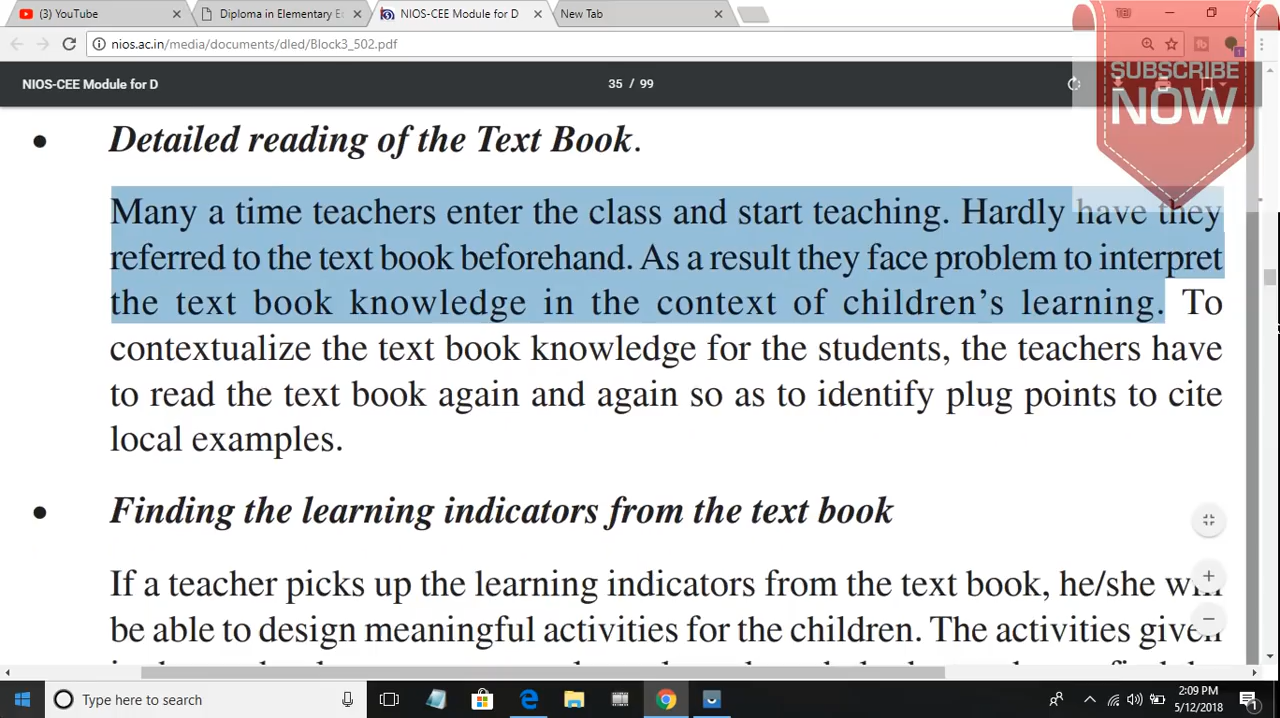 (3) YouTube
Diploma in Elementary Ec
NIOS-CEE Module for D
New Tab
TBI
nios.ac.in/media/documents/dled/Block3_502.pdf
NIOS-CEE Module for D
35 / 99
SUBSCRIBE
NOW
• Detailed reading of the Text Book.
Many a time teachers enter the class and start teaching. Hardly have they
referred to the text book beforehand. As a result they face problem to interpret
the text book knowledge in the context of children's learning. To
contextualize the text book knowledge for the students, the teachers have
to read the text book again and again so as to identify plug points to cite
local examples.
• Finding the learning indicators from the text book
If a teacher picks up the learning indicators from the text book, he/she will
be able to design meaningful activities for the children. The activities given
Type here to search
2:09 PM
5/12/2018